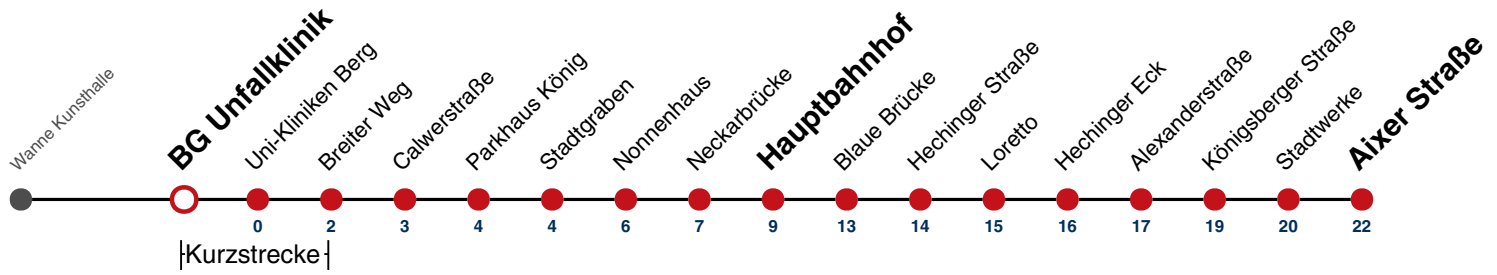 Wanne Kunsthalle
BG Unfallklinik
Uni-Kliniken Berg
Breiter Weg
Calwerstraße
Parkhaus König
Stadtgraben
Nonnenhaus
Neckarbrücke
Hauptbahnhof
Blaue Brücke
Hechinger Straße
Loretto
Hechinger Eck
Alexanderstraße
Königsberger Straße
Stadtwerke
Aixer Straße
0 2 3 4 4 6 7 9 13 14 15 16 17 19 20 22
Kurzstrecke